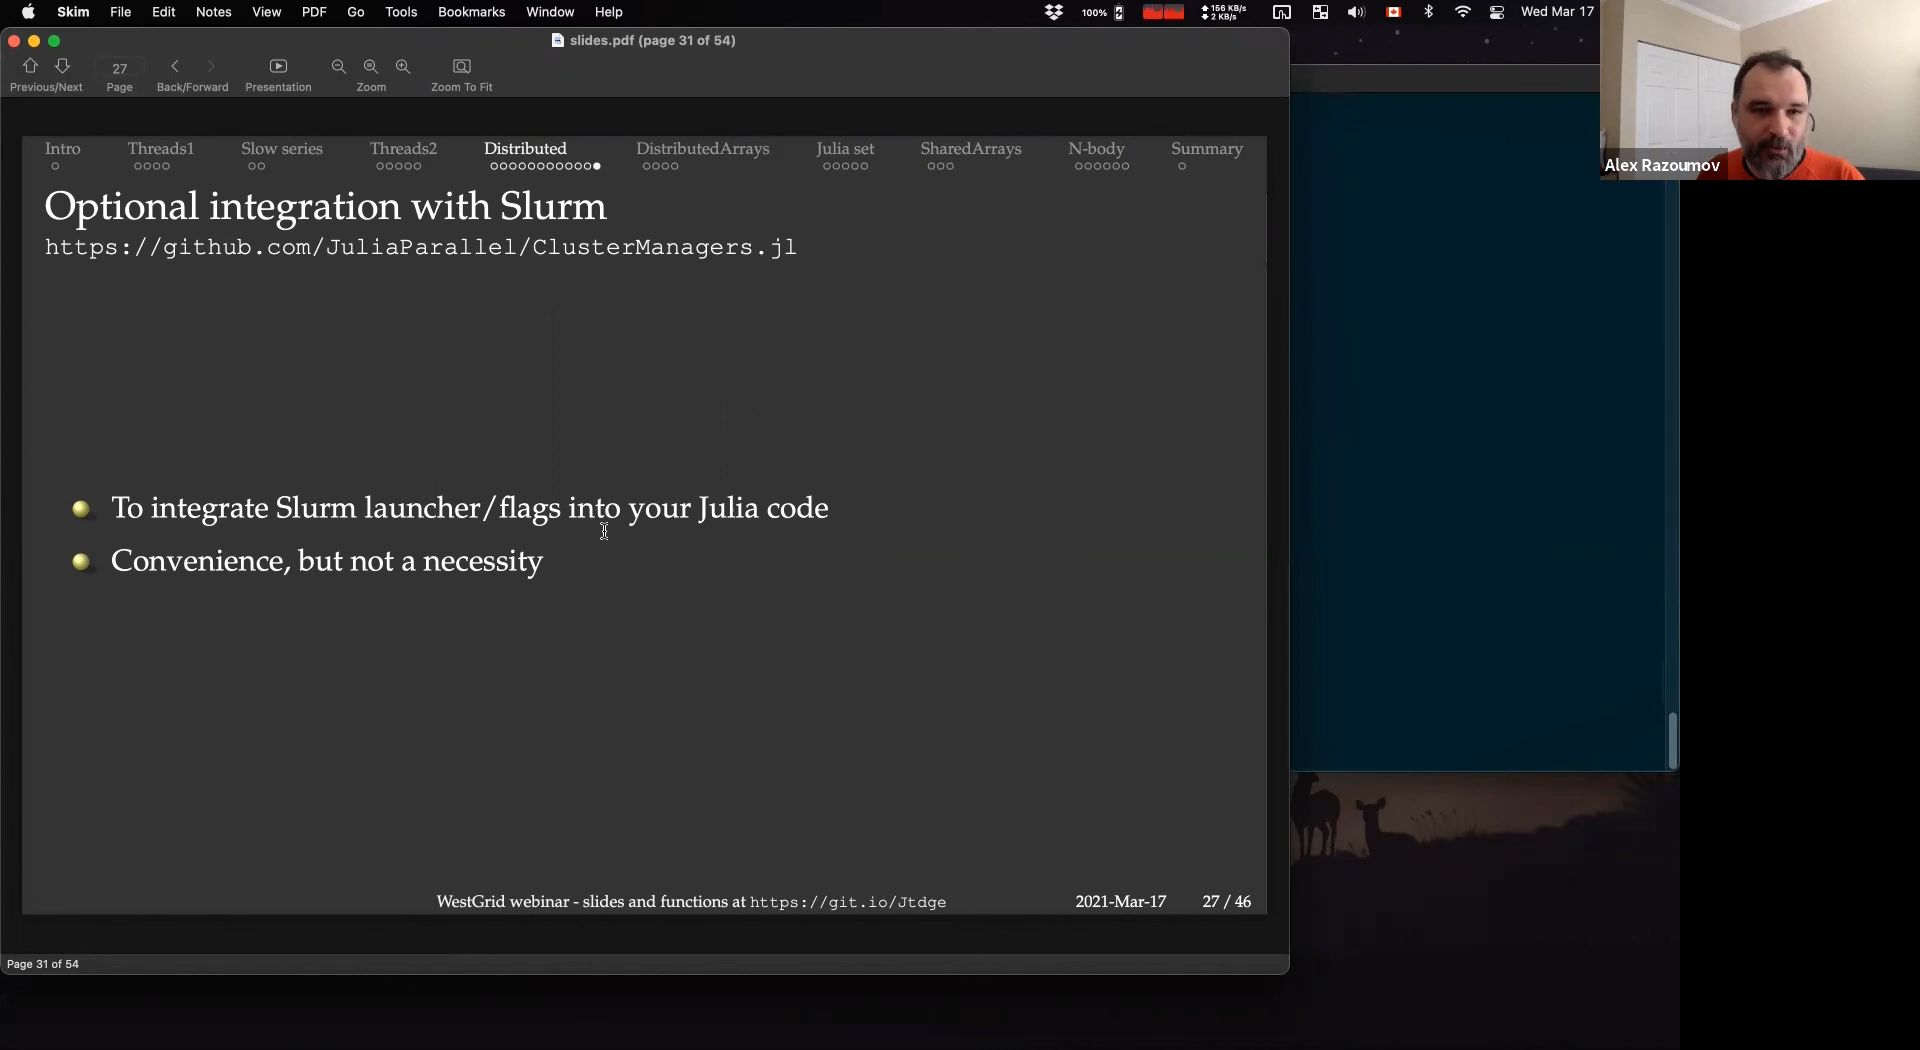 Skim File Edit Notes View PDF Go Tools Bookmarks Window Help 100% 156 KB/s 2 KB/s Wed Mar 17
slides.pdf (page 31 of 54)
27
Previous/Next Page Back/Forward Presentation Zoom Zoom To Fit
Alex Razoumov
Intro Threads1 Slow series Threads2 Distributed DistributedArrays Julia set SharedArrays N-body Summary
Optional integration with Slurm
https://github.com/JuliaParallel/ClusterManagers.jl
To integrate Slurm launcher/flags into your Julia code
Convenience, but not a necessity
WestGrid webinar - slides and functions at https://git.io/Jtdge 2021-Mar-17 27 / 46
Page 31 of 54